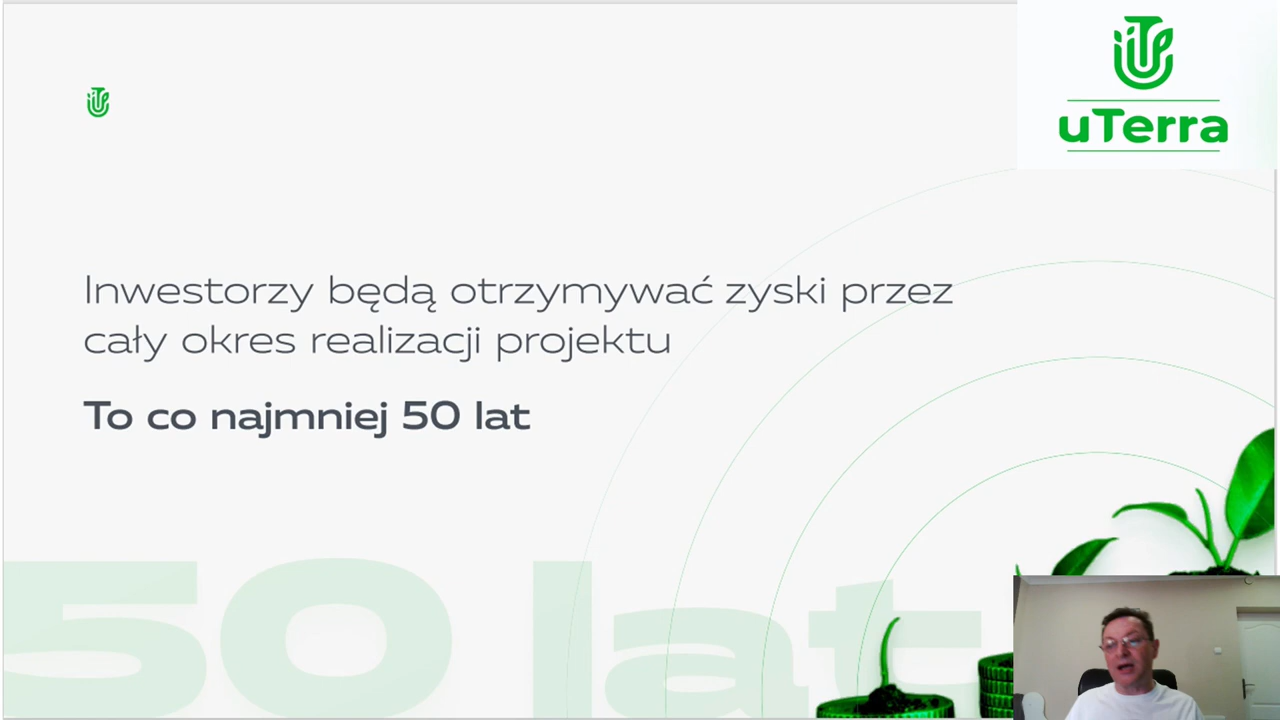 uTerra
Inwestorzy będą otrzymywać zyski przez
cały okres realizacji projektu
To co najmniej 50 lat
50 lat